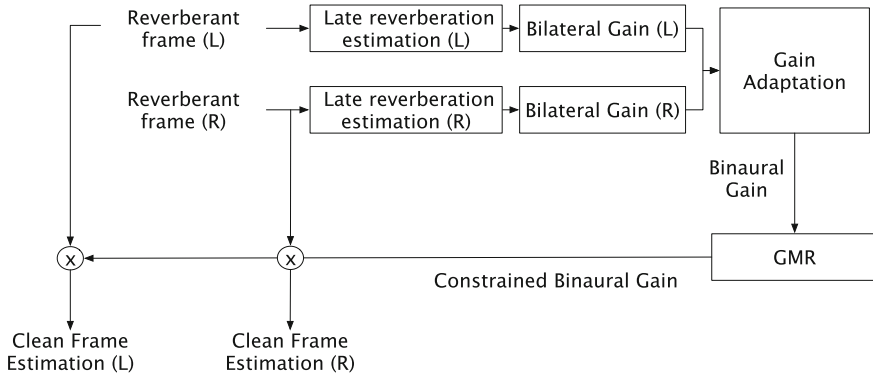 Reverberant
frame (L)
Late reverberation
estimation (L)
Bilateral Gain (L)
Gain
Adaptation
Reverberant
frame (R)
Late reverberation
estimation (R)
Bilateral Gain (R)
Binaural
Gain
x
x
GMR
Constrained Binaural Gain
Clean Frame
Estimation (L)
Clean Frame
Estimation (R)